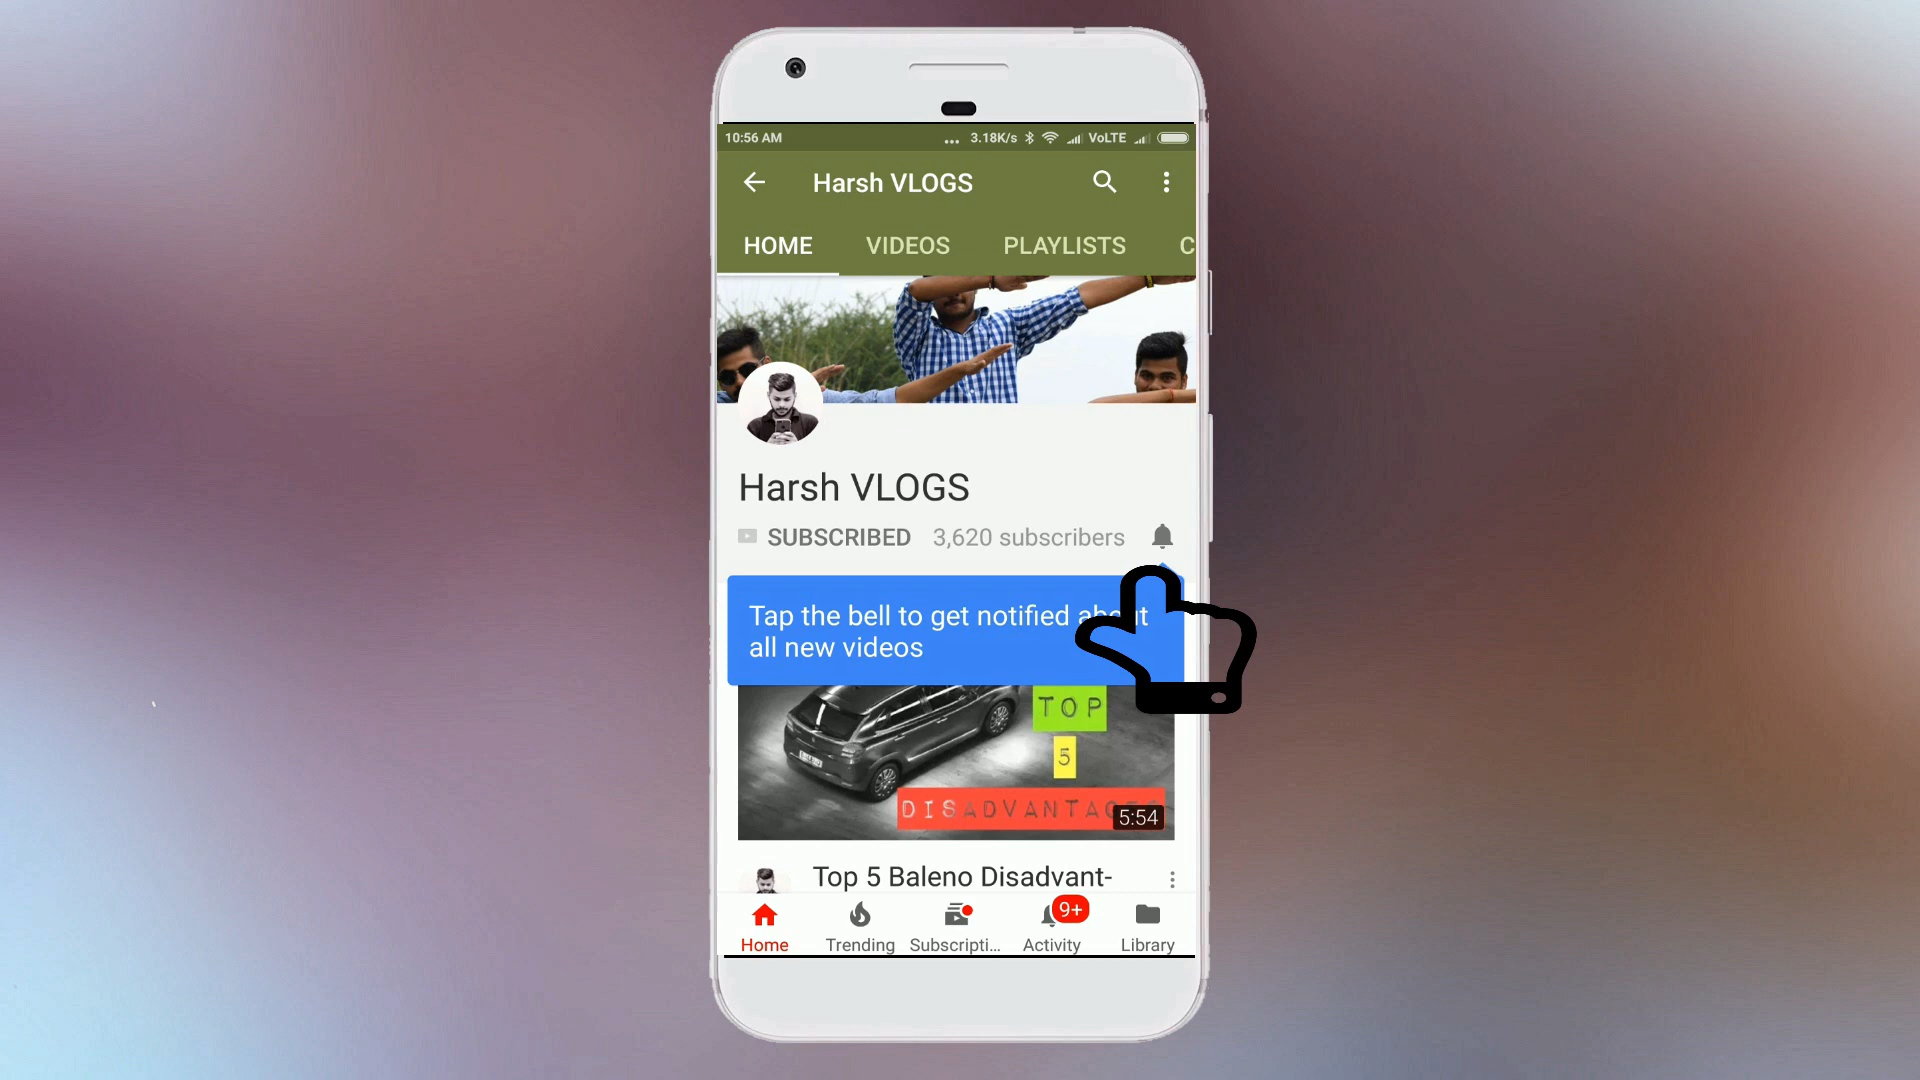 10:56 AM ... 3.18K/s VoLTE
Harsh VLOGS
HOME VIDEOS PLAYLISTS C
Harsh VLOGS
SUBSCRIBED 3,620 subscribers
Tap the bell to get notified about
all new videos
TOP
5
DISADVANTAGES
5:54
Top 5 Baleno Disadvant-
9+
Home Trending Subscripti... Activity Library